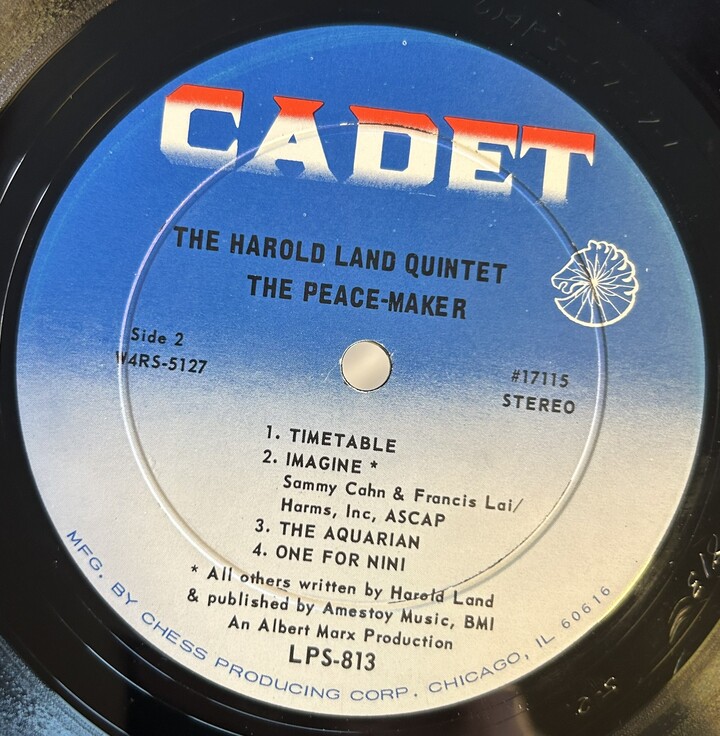 CADET
THE HAROLD LAND QUINTET
THE PEACE-MAKER
Side 2
W4RS-5127
#17115
STEREO
1. TIMETABLE
2. IMAGINE *
Sammy Cahn & Francis Lai/
Harms, Inc, ASCAP
3. THE AQUARIAN
4. ONE FOR NINI
* All others written by Harold Land
& published by Amestoy Music, BMI
An Albert Marx Production
LPS-813
MFG. BY CHESS PRODUCING CORP. CHICAGO, IL 60616